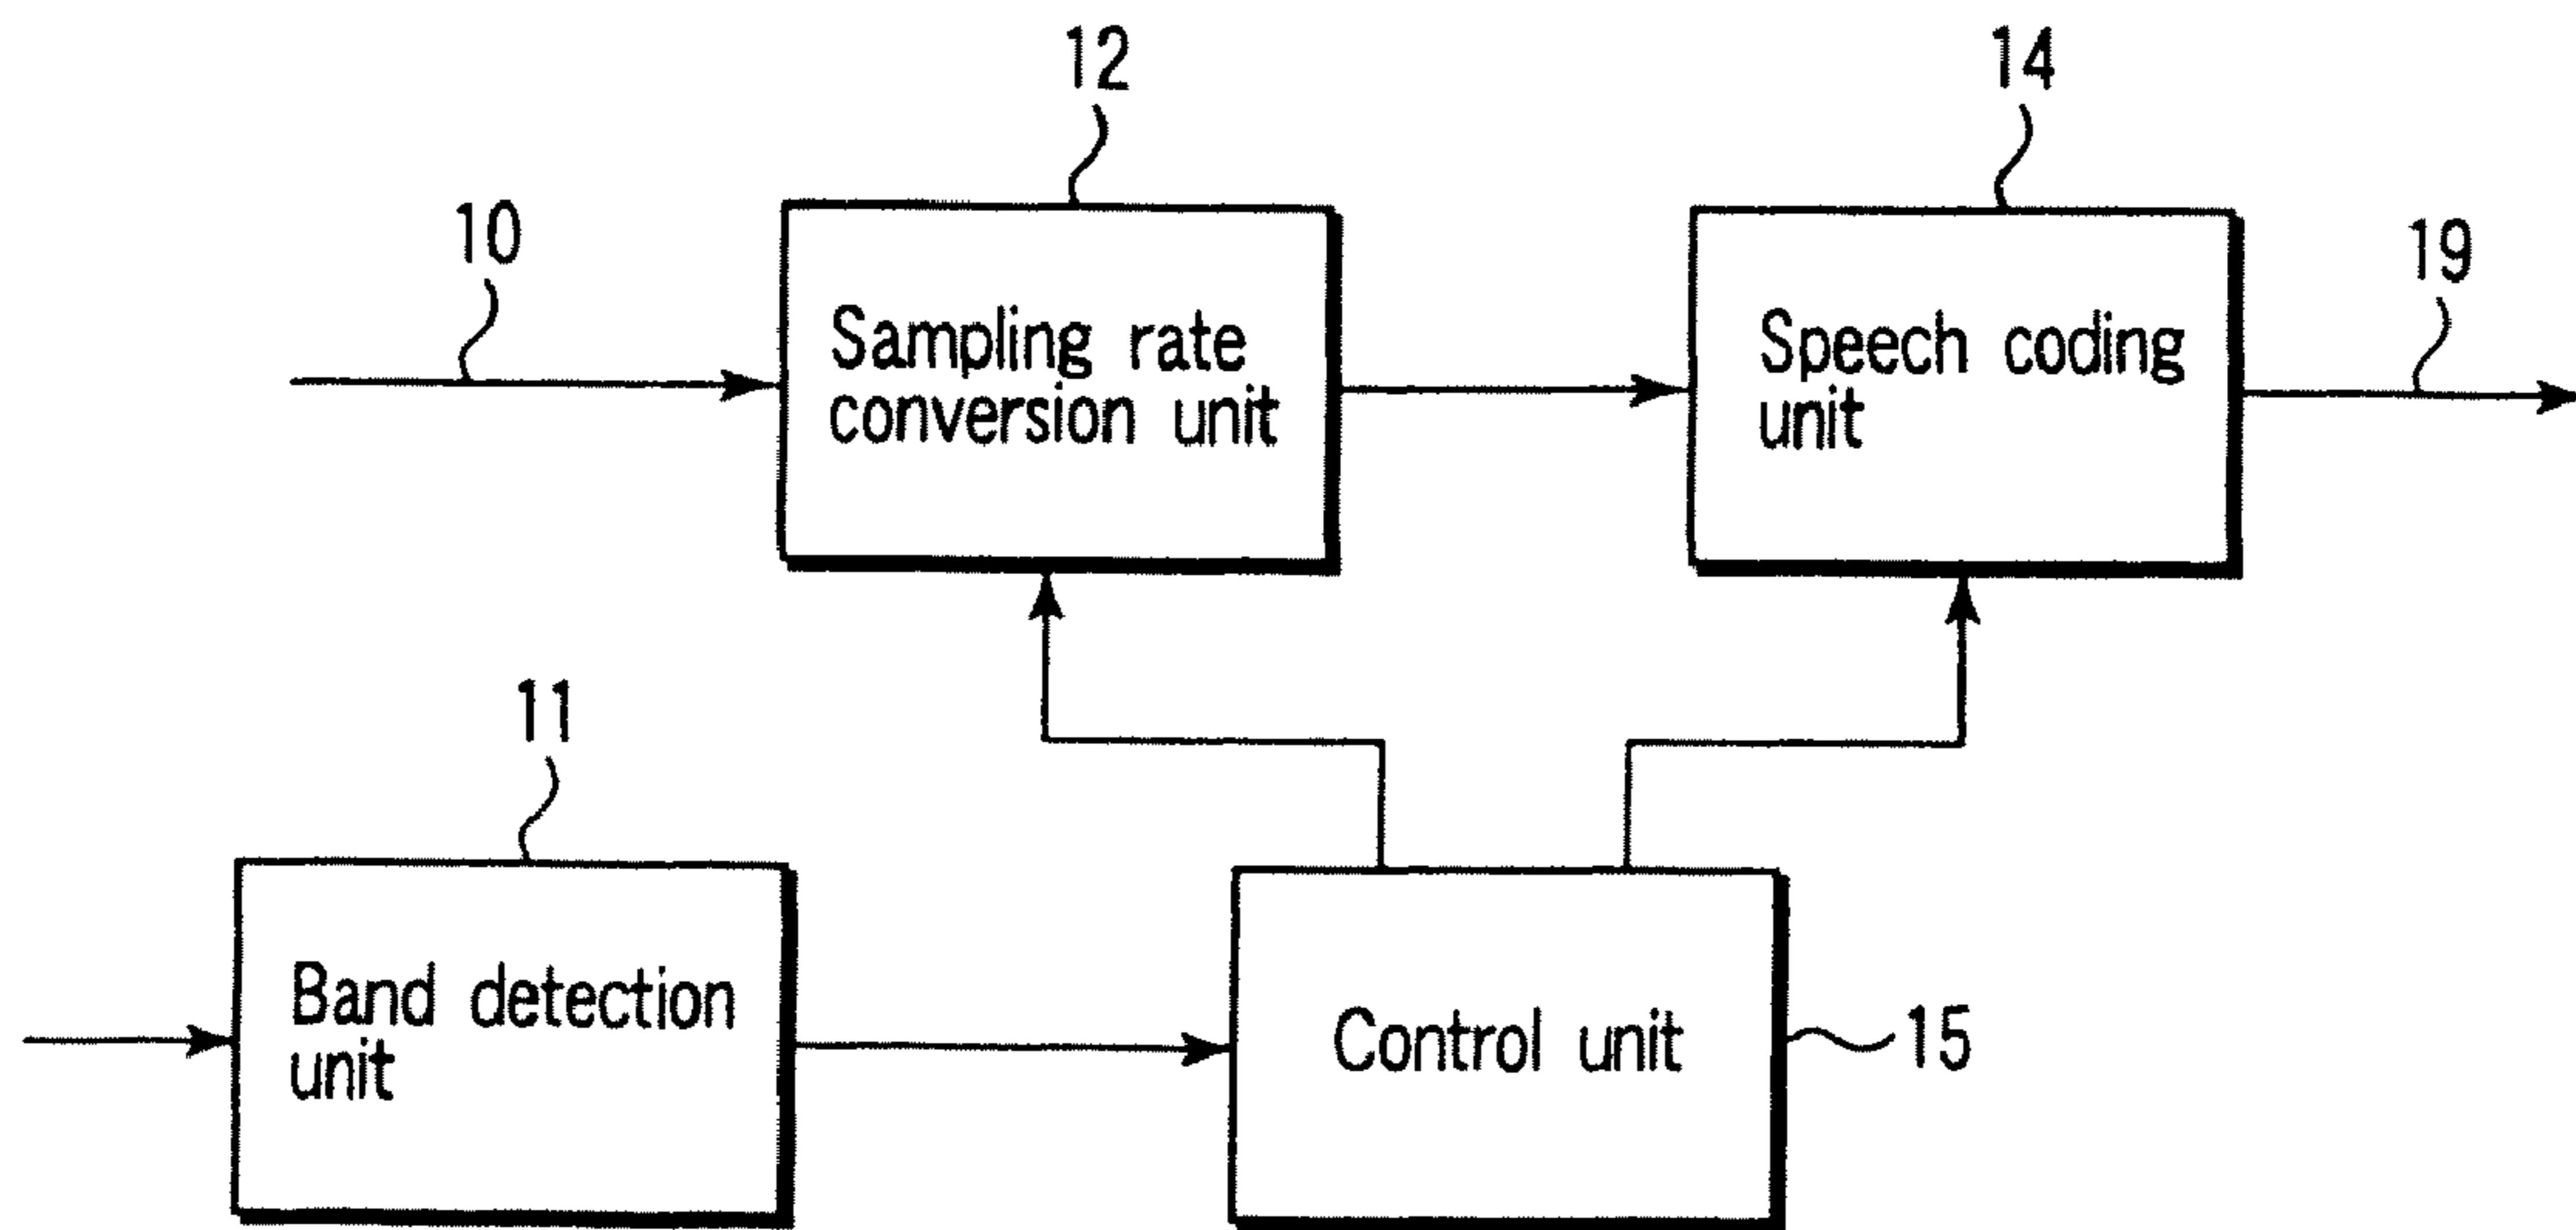 12
14
10
19
Sampling rate
conversion unit
Speech coding
unit
11
Band detection
unit
Control unit
15